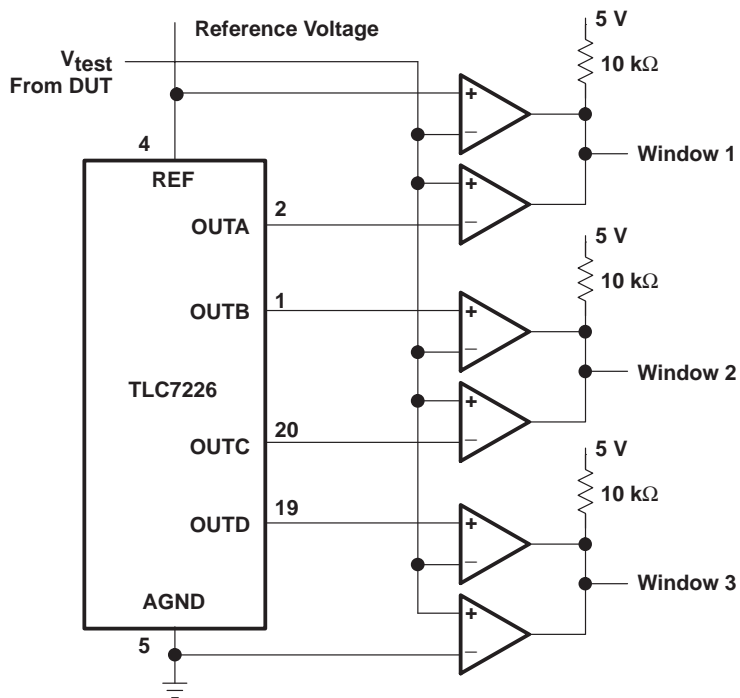 Reference Voltage
Vtest
From DUT
5 V
10 kΩ
+
−
Window 1
4
REF
+
−
OUTA
2
5 V
10 kΩ
OUTB
1
+
−
Window 2
TLC7226
+
−
OUTC
20
5 V
10 kΩ
OUTD
19
+
−
Window 3
AGND
+
−
5